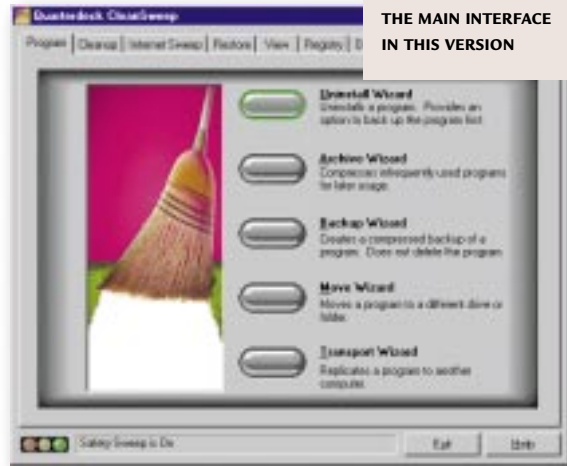 Quarterdeck CleanSweep
THE MAIN INTERFACE
IN THIS VERSION
Program Cleanup Internet Sweep Restore View Registry
Uninstall Wizard
Uninstalls a program. Provides an
option to back up the program first
Archive Wizard
Compresses infrequently used programs
for later usage.
Backup Wizard
Creates a compressed backup of a
program. Does not delete the program
Move Wizard
Moves a program to a different drive or
folder.
Transport Wizard
Replicates a program to another
computer.
Safety Sweep is On
Exit